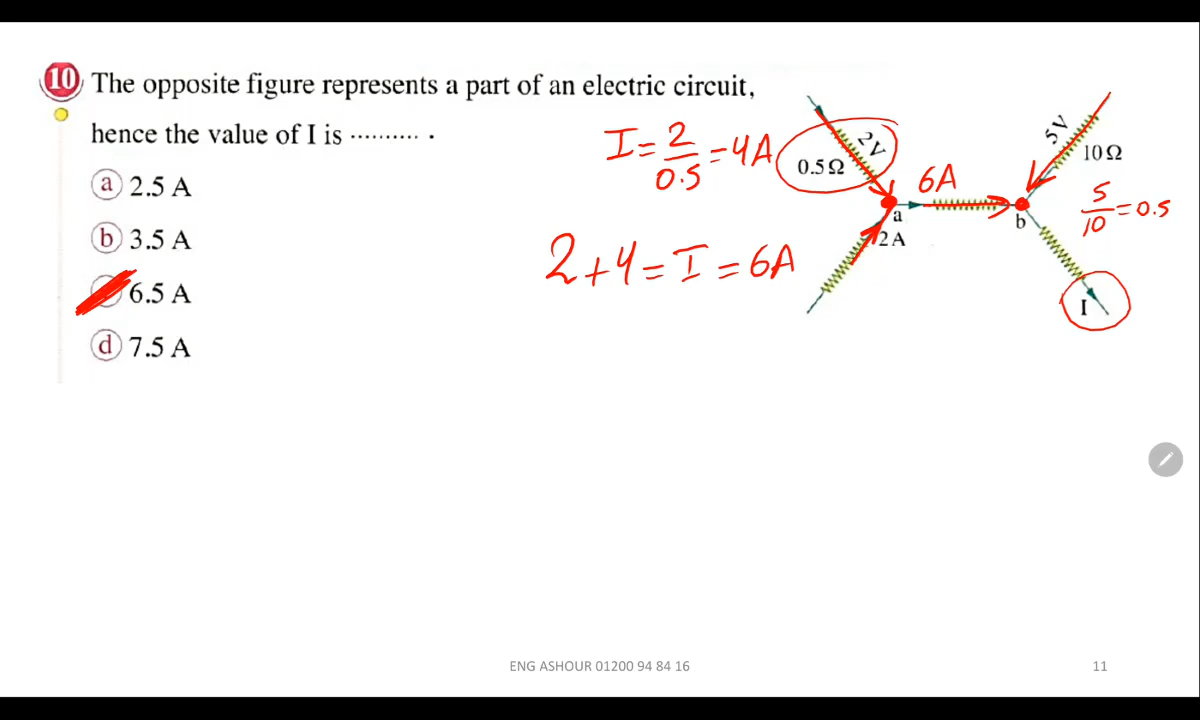 10 The opposite figure represents a part of an electric circuit,
hence the value of I is .......... .
a 2.5 A
b 3.5 A
6.5 A
d 7.5 A
I = 2/0.5 = 4A
2+4 = I = 6A
2 V
0.5 Ω
6A
a
2 A
5 V
10 Ω
5/10 = 0.5
b
I
ENG ASHOUR 01200 94 84 16
11